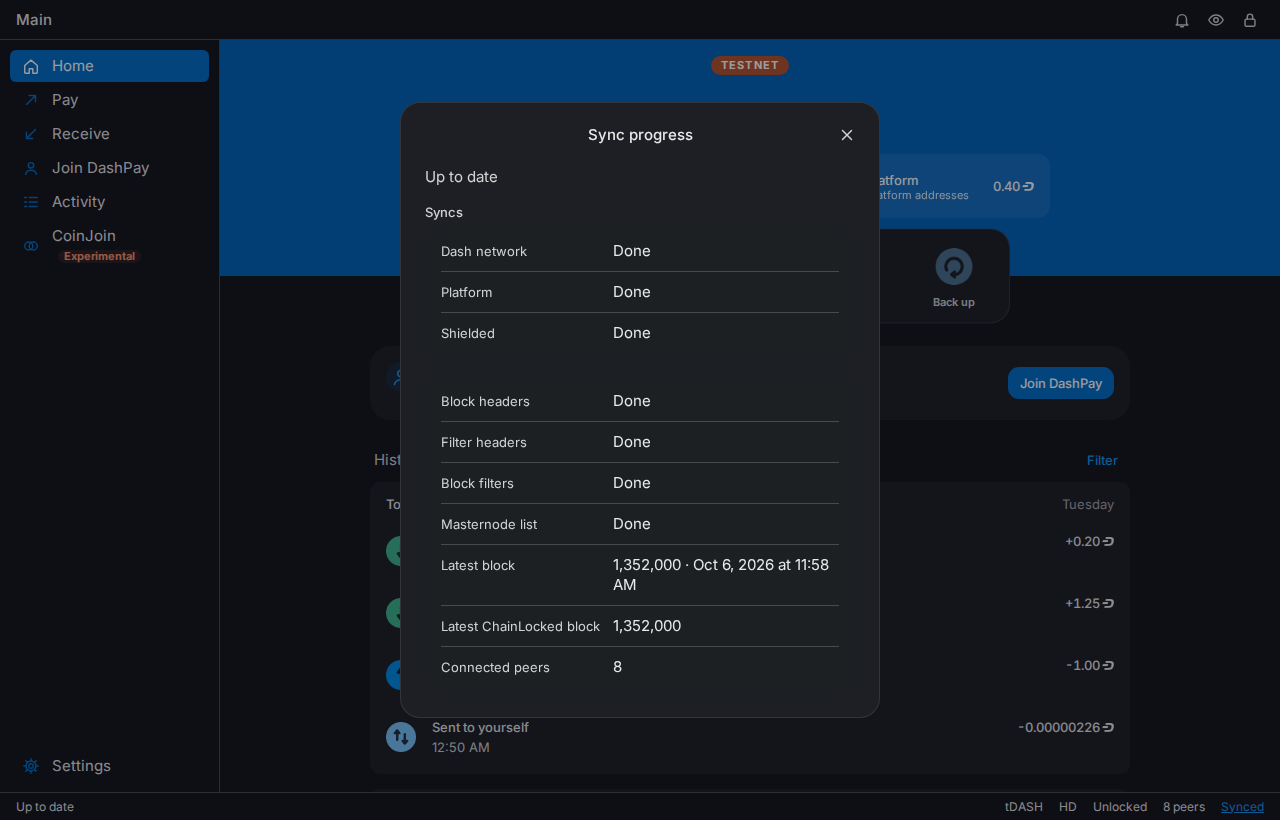 Main
Home
Pay
Receive
Join DashPay
Activity
CoinJoin
Experimental
Settings
TESTNET
atform
atform addresses
0.40
Back up
Join DashPay
Hist
Filter
To
Tuesday
+0.20
+1.25
-1.00
Sent to yourself
12:50 AM
-0.00000226
Sync progress
Up to date
Syncs
Dash network Done
Platform Done
Shielded Done
Block headers Done
Filter headers Done
Block filters Done
Masternode list Done
Latest block 1,352,000 · Oct 6, 2026 at 11:58
AM
Latest ChainLocked block 1,352,000
Connected peers 8
Up to date
tDASH HD Unlocked 8 peers Synced